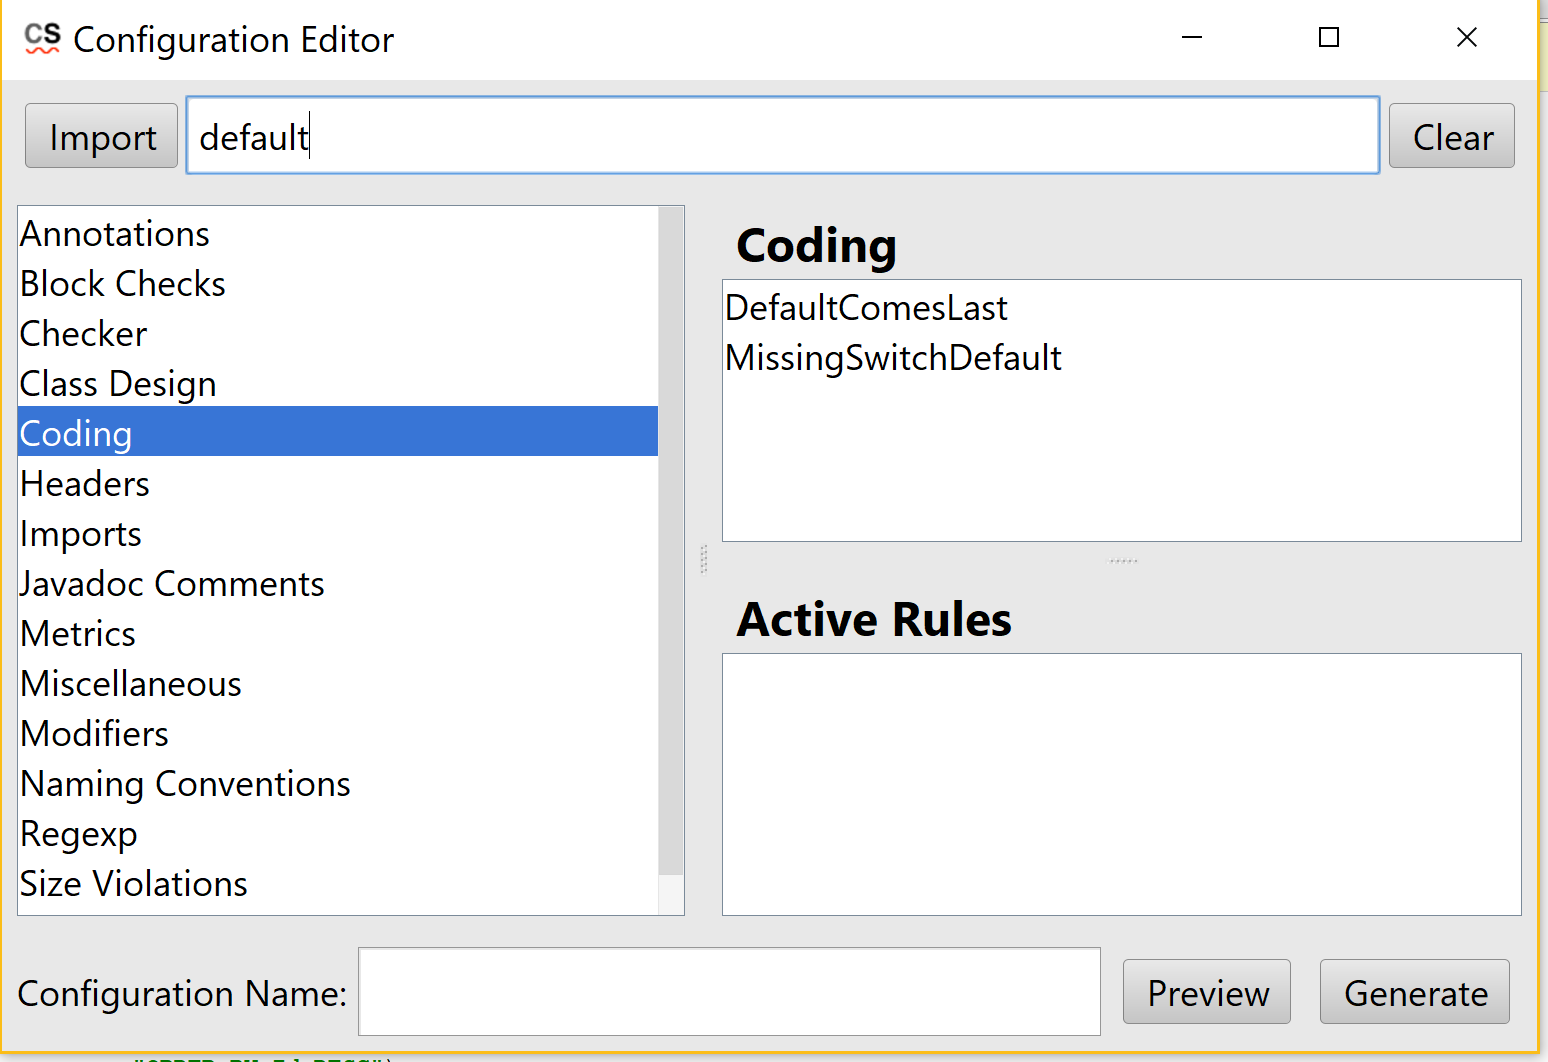 CS Configuration Editor
Import default Clear
Annotations
Block Checks
Checker
Class Design
Coding
Headers
Imports
Javadoc Comments
Metrics
Miscellaneous
Modifiers
Naming Conventions
Regexp
Size Violations
Coding
DefaultComesLast
MissingSwitchDefault
Active Rules
Configuration Name: Preview Generate